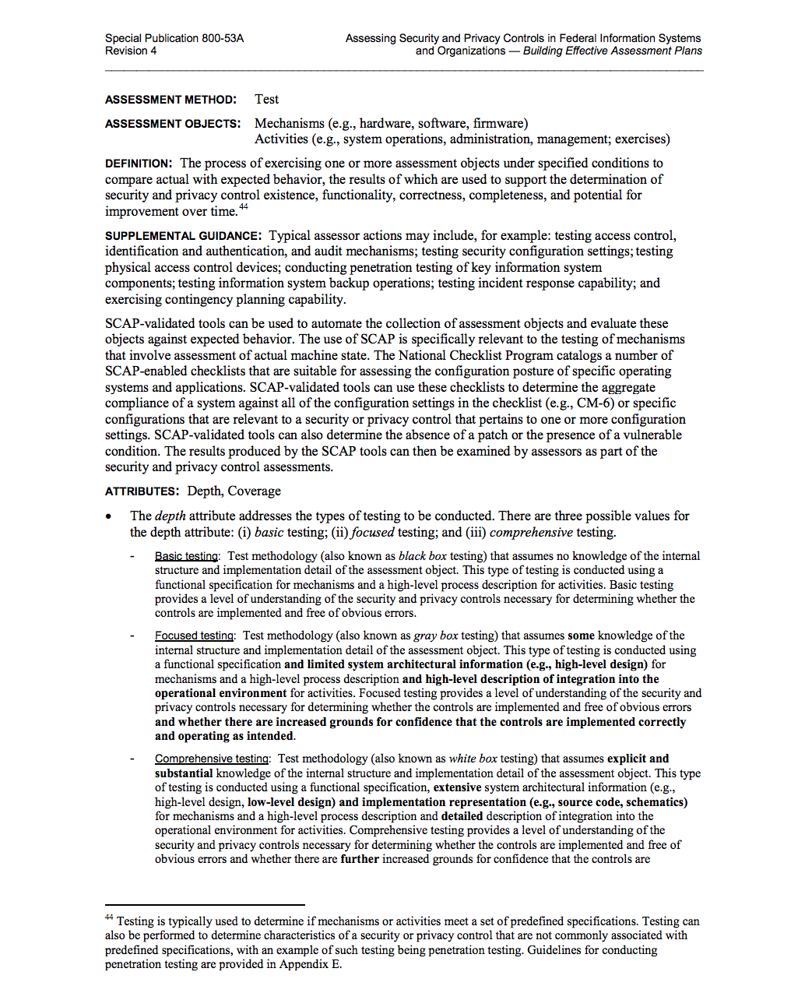 Special Publication 800-53A
Revision 4
Assessing Security and Privacy Controls in Federal Information Systems
and Organizations — Building Effective Assessment Plans
ASSESSMENT METHOD: Test
ASSESSMENT OBJECTS: Mechanisms (e.g., hardware, software, firmware)
Activities (e.g., system operations, administration, management; exercises)
DEFINITION: The process of exercising one or more assessment objects under specified conditions to
compare actual with expected behavior, the results of which are used to support the determination of
security and privacy control existence, functionality, correctness, completeness, and potential for
improvement over time.44
SUPPLEMENTAL GUIDANCE: Typical assessor actions may include, for example: testing access control,
identification and authentication, and audit mechanisms; testing security configuration settings; testing
physical access control devices; conducting penetration testing of key information system
components; testing information system backup operations; testing incident response capability; and
exercising contingency planning capability.
SCAP-validated tools can be used to automate the collection of assessment objects and evaluate these
objects against expected behavior. The use of SCAP is specifically relevant to the testing of mechanisms
that involve assessment of actual machine state. The National Checklist Program catalogs a number of
SCAP-enabled checklists that are suitable for assessing the configuration posture of specific operating
systems and applications. SCAP-validated tools can use these checklists to determine the aggregate
compliance of a system against all of the configuration settings in the checklist (e.g., CM-6) or specific
configurations that are relevant to a security or privacy control that pertains to one or more configuration
settings. SCAP-validated tools can also determine the absence of a patch or the presence of a vulnerable
condition. The results produced by the SCAP tools can then be examined by assessors as part of the
security and privacy control assessments.
ATTRIBUTES: Depth, Coverage
• The depth attribute addresses the types of testing to be conducted. There are three possible values for
the depth attribute: (i) basic testing; (ii) focused testing; and (iii) comprehensive testing.
- Basic testing: Test methodology (also known as black box testing) that assumes no knowledge of the internal
structure and implementation detail of the assessment object. This type of testing is conducted using a
functional specification for mechanisms and a high-level process description for activities. Basic testing
provides a level of understanding of the security and privacy controls necessary for determining whether the
controls are implemented and free of obvious errors.
- Focused testing: Test methodology (also known as gray box testing) that assumes some knowledge of the
internal structure and implementation detail of the assessment object. This type of testing is conducted using
a functional specification and limited system architectural information (e.g., high-level design) for
mechanisms and a high-level process description and high-level description of integration into the
operational environment for activities. Focused testing provides a level of understanding of the security and
privacy controls necessary for determining whether the controls are implemented and free of obvious errors
and whether there are increased grounds for confidence that the controls are implemented correctly
and operating as intended.
- Comprehensive testing: Test methodology (also known as white box testing) that assumes explicit and
substantial knowledge of the internal structure and implementation detail of the assessment object. This type
of testing is conducted using a functional specification, extensive system architectural information (e.g.,
high-level design, low-level design) and implementation representation (e.g., source code, schematics)
for mechanisms and a high-level process description and detailed description of integration into the
operational environment for activities. Comprehensive testing provides a level of understanding of the
security and privacy controls necessary for determining whether the controls are implemented and free of
obvious errors and whether there are further increased grounds for confidence that the controls are
44 Testing is typically used to determine if mechanisms or activities meet a set of predefined specifications. Testing can
also be performed to determine characteristics of a security or privacy control that are not commonly associated with
predefined specifications, with an example of such testing being penetration testing. Guidelines for conducting
penetration testing are provided in Appendix E.